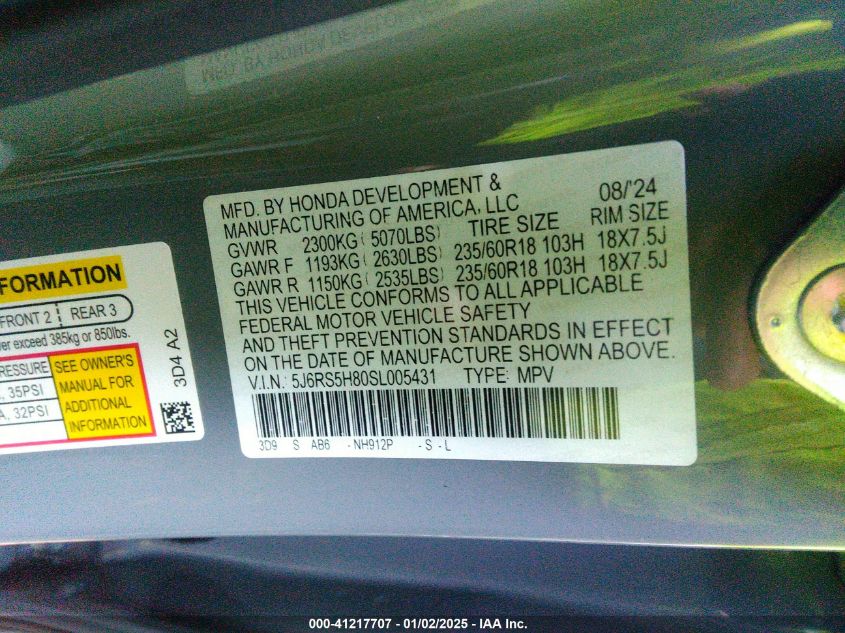 MFD. BY HONDA DEVELOPMENT & 08/'24
MANUFACTURING OF AMERICA, LLC
TIRE SIZE RIM SIZE
GVWR 2300KG (5070LBS)
GAWR F 1193KG (2630LBS) 235/60R18 103H 18X7.5J
GAWR R 1150KG (2535LBS) 235/60R18 103H 18X7.5J
THIS VEHICLE CONFORMS TO ALL APPLICABLE
FEDERAL MOTOR VEHICLE SAFETY
AND THEFT PREVENTION STANDARDS IN EFFECT
ON THE DATE OF MANUFACTURE SHOWN ABOVE.
V.I.N.: 5J6RS5H80SL005431 TYPE: MPV
3D9 S AB6 -NH912P -S-L
FRONT 2 REAR 3
exceed 385kg or 850lbs.
35PSI
32PSI
SEE OWNER'S
MANUAL FOR
ADDITIONAL
INFORMATION
3D4 A2
000-41217707 - 01/02/2025 - IAA Inc.